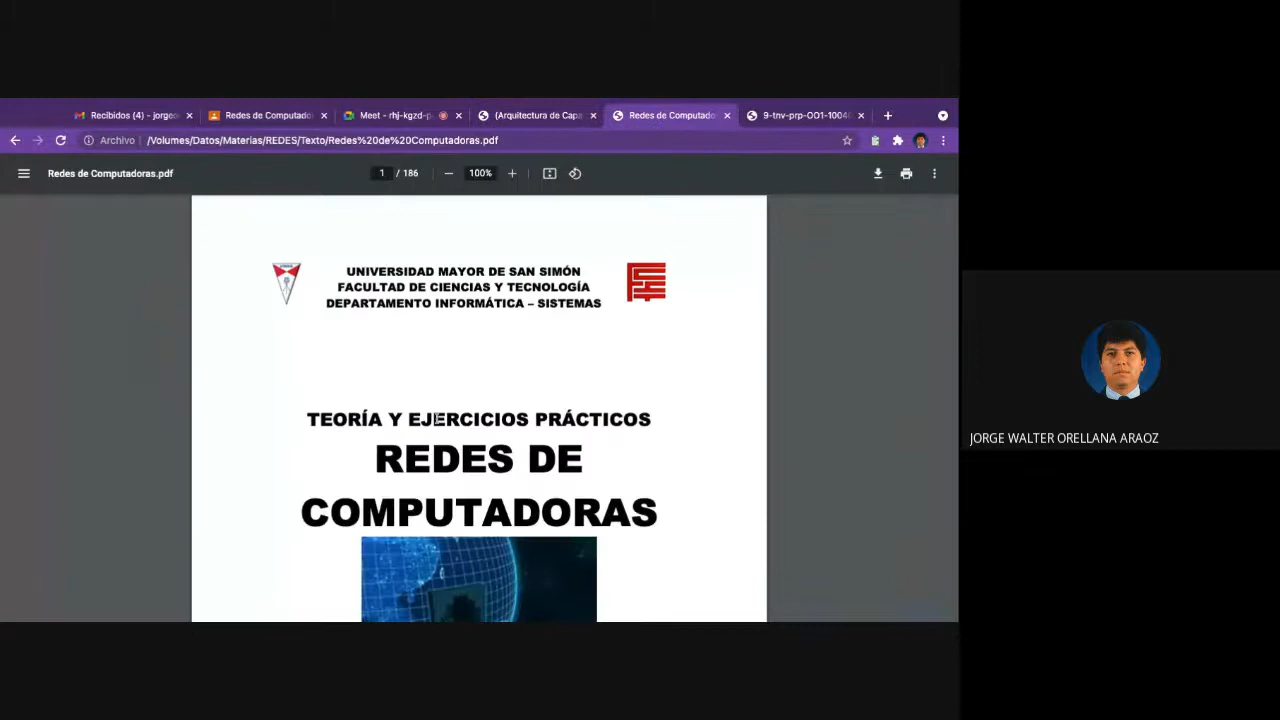 Recibidos (4) - jorgeo
Redes de Computado
Meet - rhj-kgzd-p
(Arquitectura de Capa
Redes de Computado
9-tnv-prp-OO1-1004
Archivo
/Volumes/Datos/Materias/REDES/Texto/Redes%20de%20Computadoras.pdf
Redes de Computadoras.pdf
1 / 186
100%
UNIVERSIDAD MAYOR DE SAN SIMÓN
FACULTAD DE CIENCIAS Y TECNOLOGÍA
DEPARTAMENTO INFORMÁTICA – SISTEMAS
TEORÍA Y EJERCICIOS PRÁCTICOS
REDES DE
COMPUTADORAS
JORGE WALTER ORELLANA ARAOZ